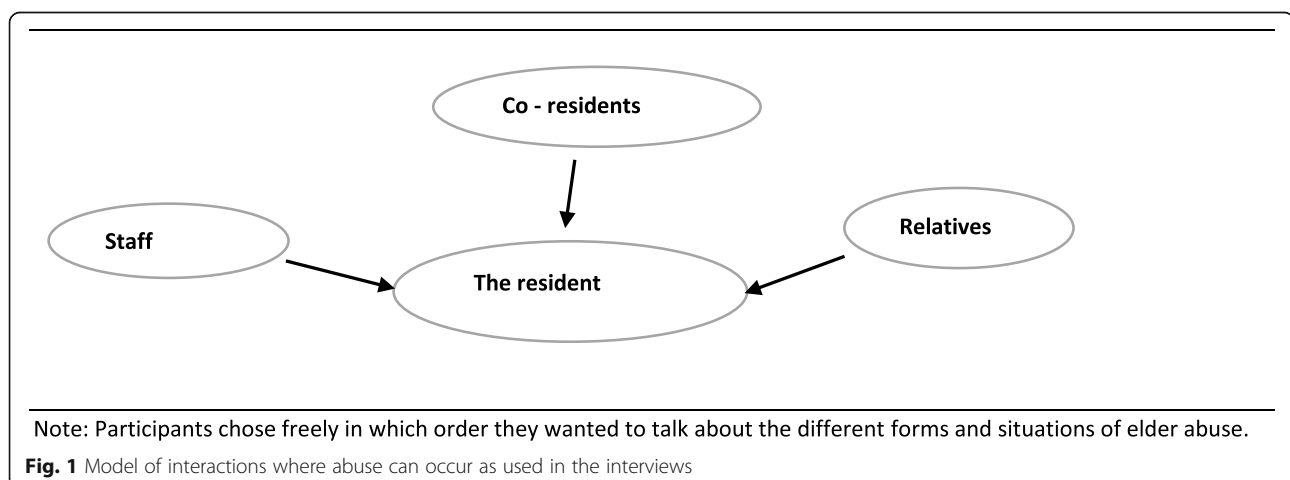 Co - residents
Staff
Relatives
The resident
Note: Participants chose freely in which order they wanted to talk about the different forms and situations of elder abuse.
Fig. 1 Model of interactions where abuse can occur as used in the interviews